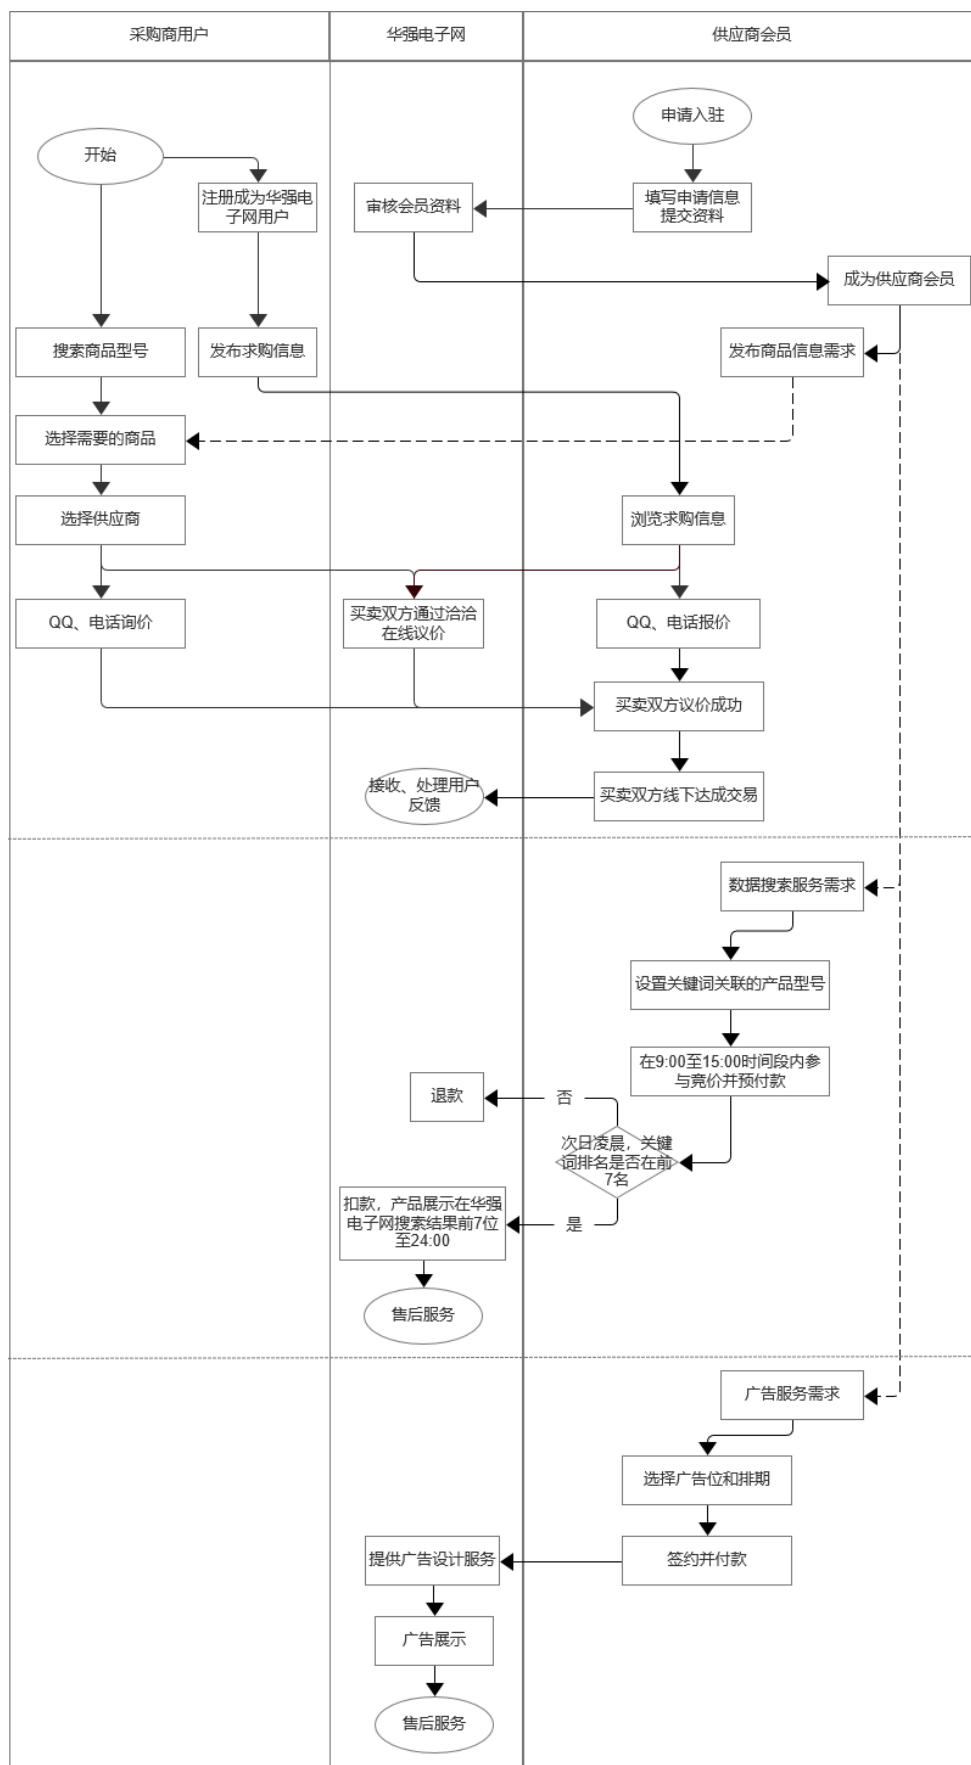 采购商用户
华强电子网
供应商会员
申请入驻
开始
注册成为华强电
子网用户
审核会员资料
填写申请信息
提交资料
成为供应商会员
搜索商品型号
发布求购信息
发布商品信息需求
选择需要的商品
选择供应商
浏览求购信息
QQ、电话询价
买卖双方通过洽洽
在线议价
QQ、电话报价
买卖双方议价成功
接收、处理用户
反馈
买卖双方线下达成交易
数据搜索服务需求
设置关键词关联的产品型号
在9:00至15:00时间段内参
与竞价并预付款
退款
否
次日凌晨，关键
词排名是否在前
7名
扣款，产品展示在华强
电子网搜索结果前7位
至24:00
是
售后服务
广告服务需求
选择广告位和排期
提供广告设计服务
签约并付款
广告展示
售后服务